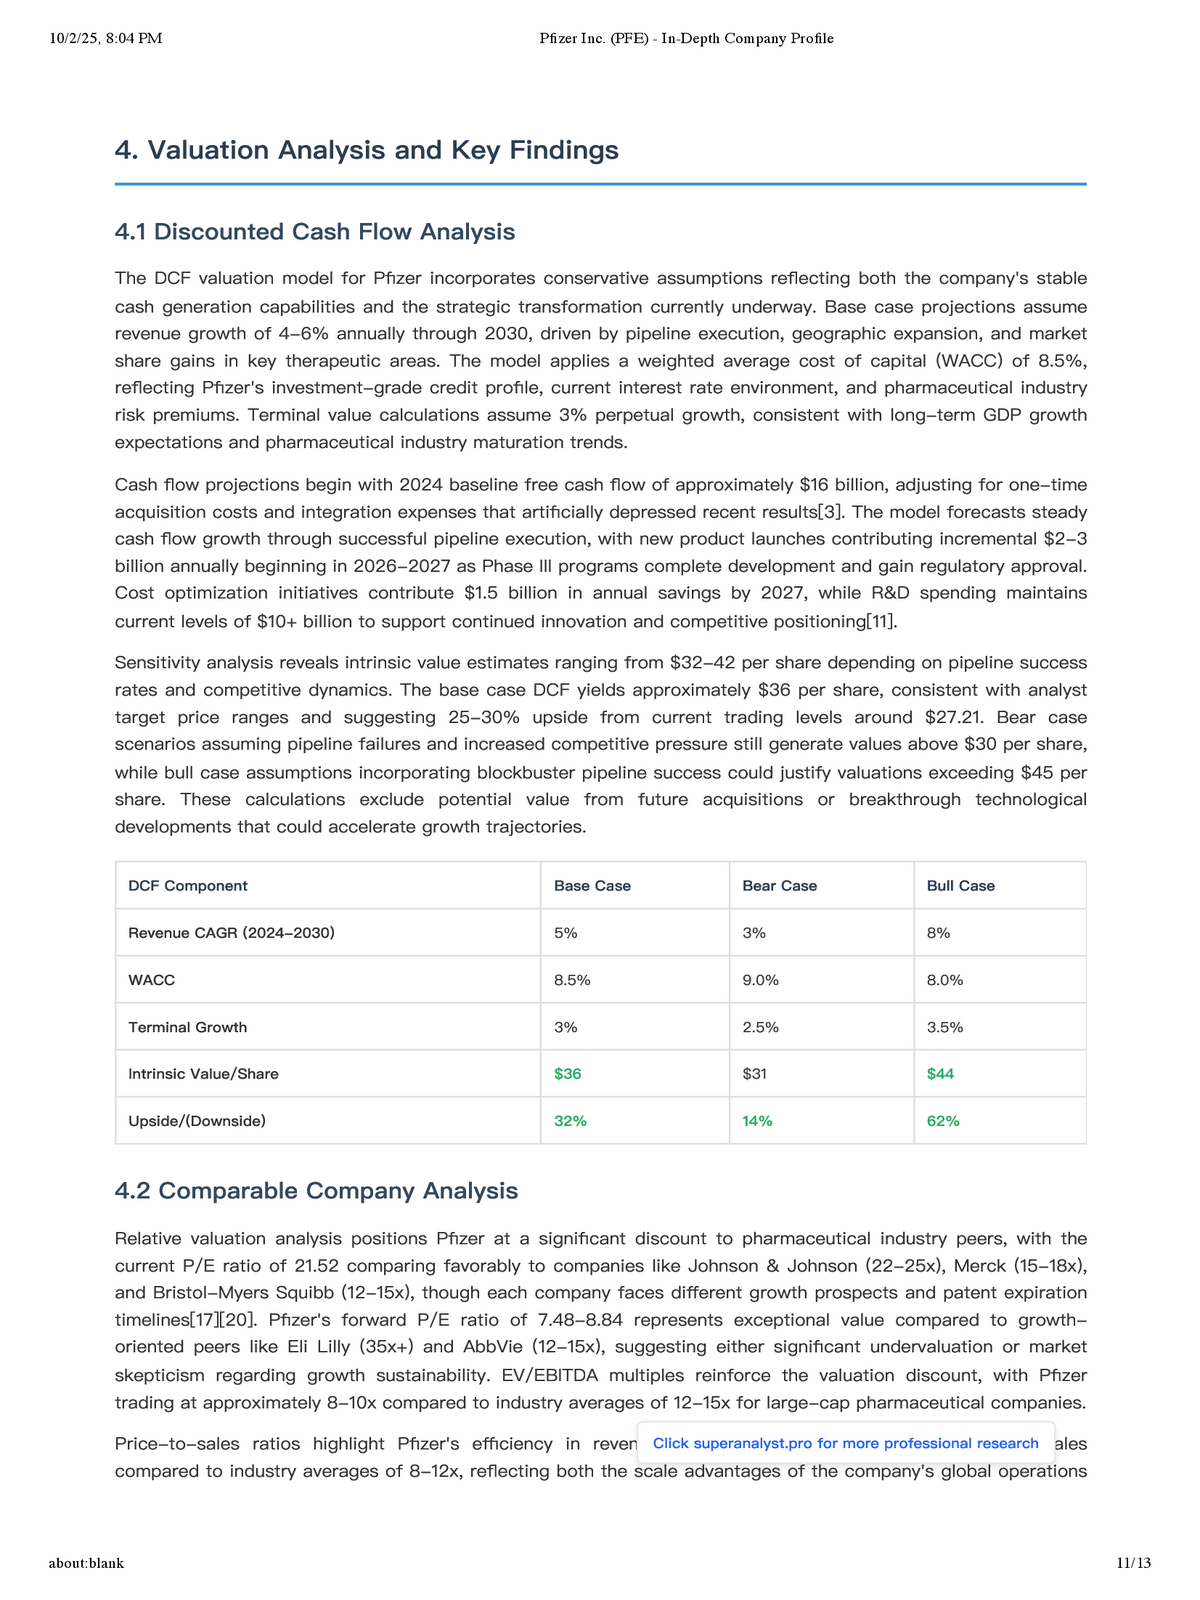 10/2/25, 8:04 PM
Pfizer Inc. (PFE) - In-Depth Company Profile
4. Valuation Analysis and Key Findings
4.1 Discounted Cash Flow Analysis
The DCF valuation model for Pfizer incorporates conservative assumptions reflecting both the company's stable
cash generation capabilities and the strategic transformation currently underway. Base case projections assume
revenue growth of 4–6% annually through 2030, driven by pipeline execution, geographic expansion, and market
share gains in key therapeutic areas. The model applies a weighted average cost of capital (WACC) of 8.5%,
reflecting Pfizer's investment–grade credit profile, current interest rate environment, and pharmaceutical industry
risk premiums. Terminal value calculations assume 3% perpetual growth, consistent with long–term GDP growth
expectations and pharmaceutical industry maturation trends.
Cash flow projections begin with 2024 baseline free cash flow of approximately $16 billion, adjusting for one–time
acquisition costs and integration expenses that artificially depressed recent results[3]. The model forecasts steady
cash flow growth through successful pipeline execution, with new product launches contributing incremental $2–3
billion annually beginning in 2026–2027 as Phase III programs complete development and gain regulatory approval.
Cost optimization initiatives contribute $1.5 billion in annual savings by 2027, while R&D spending maintains
current levels of $10+ billion to support continued innovation and competitive positioning[11].
Sensitivity analysis reveals intrinsic value estimates ranging from $32–42 per share depending on pipeline success
rates and competitive dynamics. The base case DCF yields approximately $36 per share, consistent with analyst
target price ranges and suggesting 25–30% upside from current trading levels around $27.21. Bear case
scenarios assuming pipeline failures and increased competitive pressure still generate values above $30 per share,
while bull case assumptions incorporating blockbuster pipeline success could justify valuations exceeding $45 per
share. These calculations exclude potential value from future acquisitions or breakthrough technological
developments that could accelerate growth trajectories.
DCF Component Base Case Bear Case Bull Case
Revenue CAGR (2024–2030) 5% 3% 8%
WACC 8.5% 9.0% 8.0%
Terminal Growth 3% 2.5% 3.5%
Intrinsic Value/Share $36 $31 $44
Upside/(Downside) 32% 14% 62%
4.2 Comparable Company Analysis
Relative valuation analysis positions Pfizer at a significant discount to pharmaceutical industry peers, with the
current P/E ratio of 21.52 comparing favorably to companies like Johnson & Johnson (22–25x), Merck (15–18x),
and Bristol–Myers Squibb (12–15x), though each company faces different growth prospects and patent expiration
timelines[17][20]. Pfizer's forward P/E ratio of 7.48–8.84 represents exceptional value compared to growth–
oriented peers like Eli Lilly (35x+) and AbbVie (12–15x), suggesting either significant undervaluation or market
skepticism regarding growth sustainability. EV/EBITDA multiples reinforce the valuation discount, with Pfizer
trading at approximately 8–10x compared to industry averages of 12–15x for large–cap pharmaceutical companies.
Price–to–sales ratios highlight Pfizer's efficiency in
Click superanalyst.pro for more professional research
compared to industry averages of 8–12x, reflecting both the scale advantages of the company's global operations
about:blank
11/13